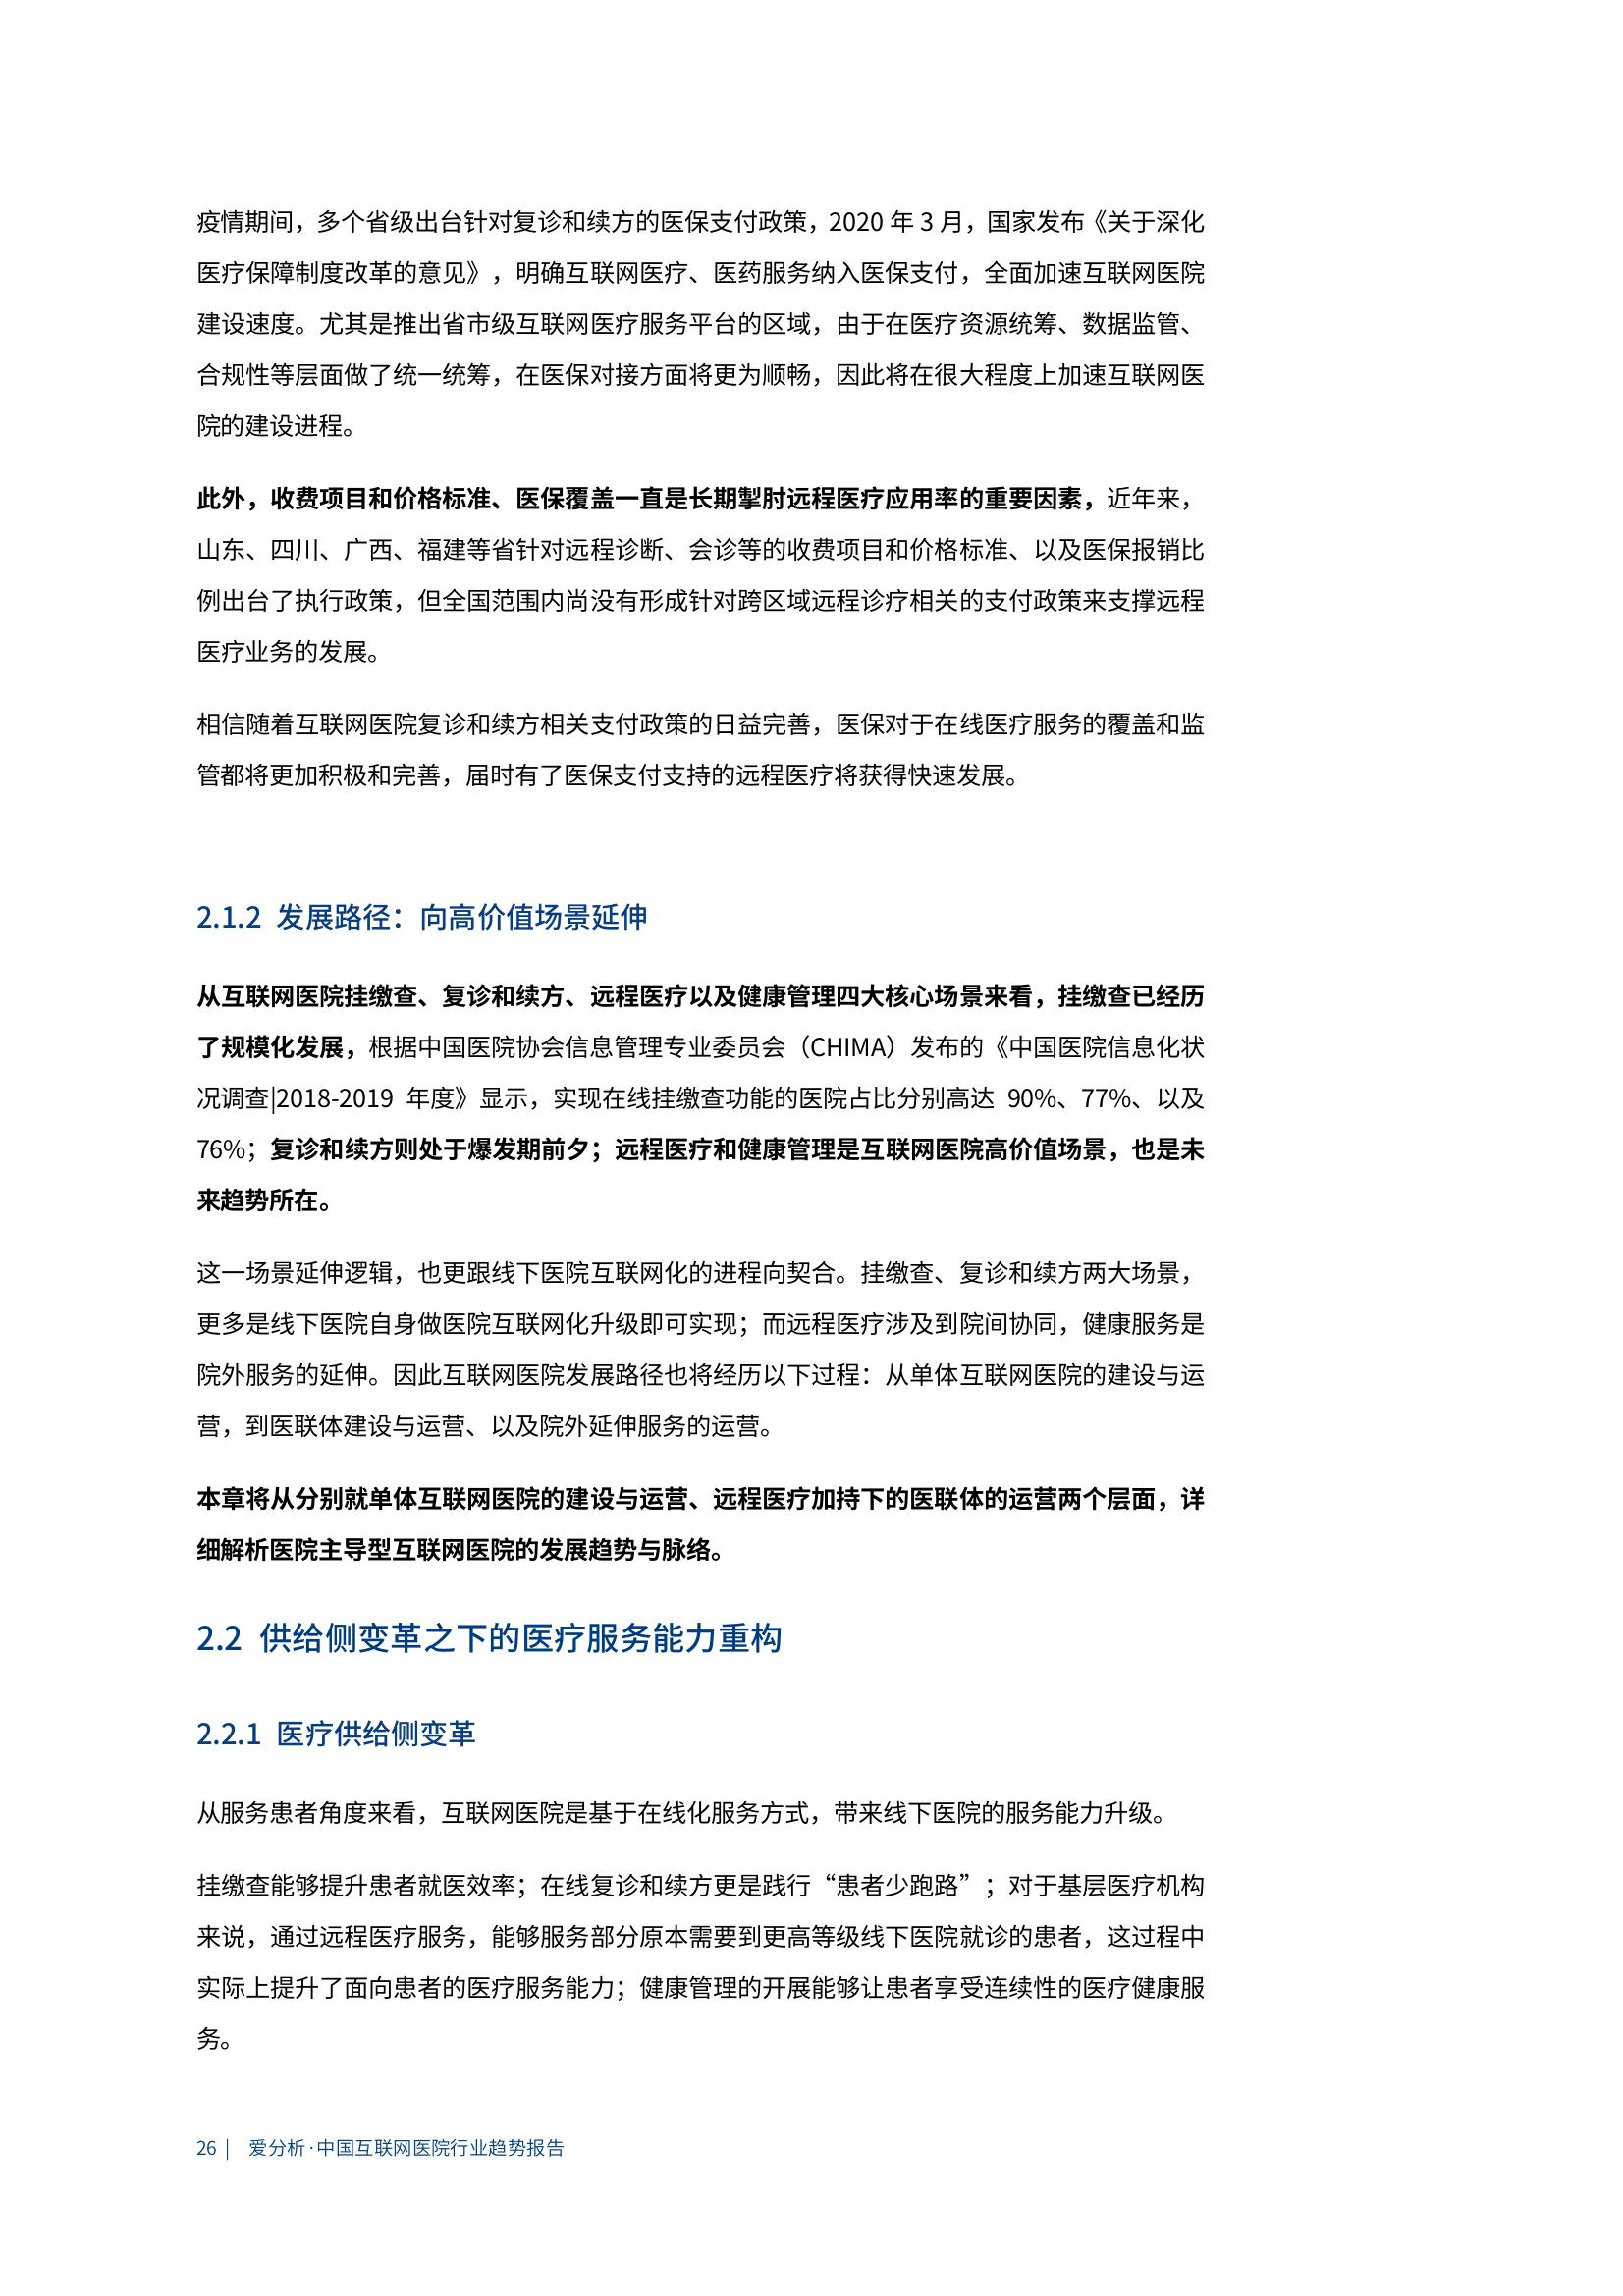 疫情期间，多个省级出台针对复诊和续方的医保支付政策，2020 年 3 月，国家发布《关于深化
医疗保障制度改革的意见》，明确互联网医疗、医药服务纳入医保支付，全面加速互联网医院
建设速度。尤其是推出省市级互联网医疗服务平台的区域，由于在医疗资源统筹、数据监管、
合规性等层面做了统一统筹，在医保对接方面将更为顺畅，因此将在很大程度上加速互联网医
院的建设进程。
此外，收费项目和价格标准、医保覆盖一直是长期掣肘远程医疗应用率的重要因素，近年来，
山东、四川、广西、福建等省针对远程诊断、会诊等的收费项目和价格标准、以及医保报销比
例出台了执行政策，但全国范围内尚没有形成针对跨区域远程诊疗相关的支付政策来支撑远程
医疗业务的发展。
相信随着互联网医院复诊和续方相关支付政策的日益完善，医保对于在线医疗服务的覆盖和监
管都将更加积极和完善，届时有了医保支付支持的远程医疗将获得快速发展。
2.1.2 发展路径：向高价值场景延伸
从互联网医院挂缴查、复诊和续方、远程医疗以及健康管理四大核心场景来看，挂缴查已经历
了规模化发展，根据中国医院协会信息管理专业委员会（CHIMA）发布的《中国医院信息化状
况调查|2018-2019 年度》显示，实现在线挂缴查功能的医院占比分别高达 90%、77%、以及
76%；复诊和续方则处于爆发期前夕；远程医疗和健康管理是互联网医院高价值场景，也是未
来趋势所在。
这一场景延伸逻辑，也更跟线下医院互联网化的进程向契合。挂缴查、复诊和续方两大场景，
更多是线下医院自身做医院互联网化升级即可实现；而远程医疗涉及到院间协同，健康服务是
院外服务的延伸。因此互联网医院发展路径也将经历以下过程：从单体互联网医院的建设与运
营，到医联体建设与运营、以及院外延伸服务的运营。
本章将从分别就单体互联网医院的建设与运营、远程医疗加持下的医联体的运营两个层面，详
细解析医院主导型互联网医院的发展趋势与脉络。
2.2 供给侧变革之下的医疗服务能力重构
2.2.1 医疗供给侧变革
从服务患者角度来看，互联网医院是基于在线化服务方式，带来线下医院的服务能力升级。
挂缴查能够提升患者就医效率；在线复诊和续方更是践行“患者少跑路”；对于基层医疗机构
来说，通过远程医疗服务，能够服务部分原本需要到更高等级线下医院就诊的患者，这过程中
实际上提升了面向患者的医疗服务能力；健康管理的开展能够让患者享受连续性的医疗健康服
务。
26 | 爱分析·中国互联网医院行业趋势报告